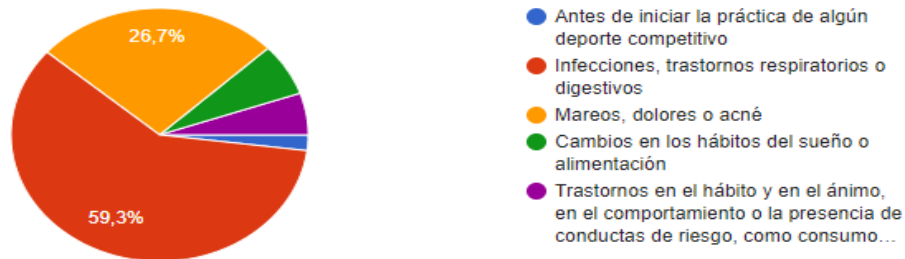 26,7%
59,3%
Antes de iniciar la práctica de algún
deporte competitivo
Infecciones, trastornos respiratorios o
digestivos
Mareos, dolores o acné
Cambios en los hábitos del sueño o
alimentación
Trastornos en el hábito y en el ánimo,
en el comportamiento o la presencia de
conductas de riesgo, como consumo…